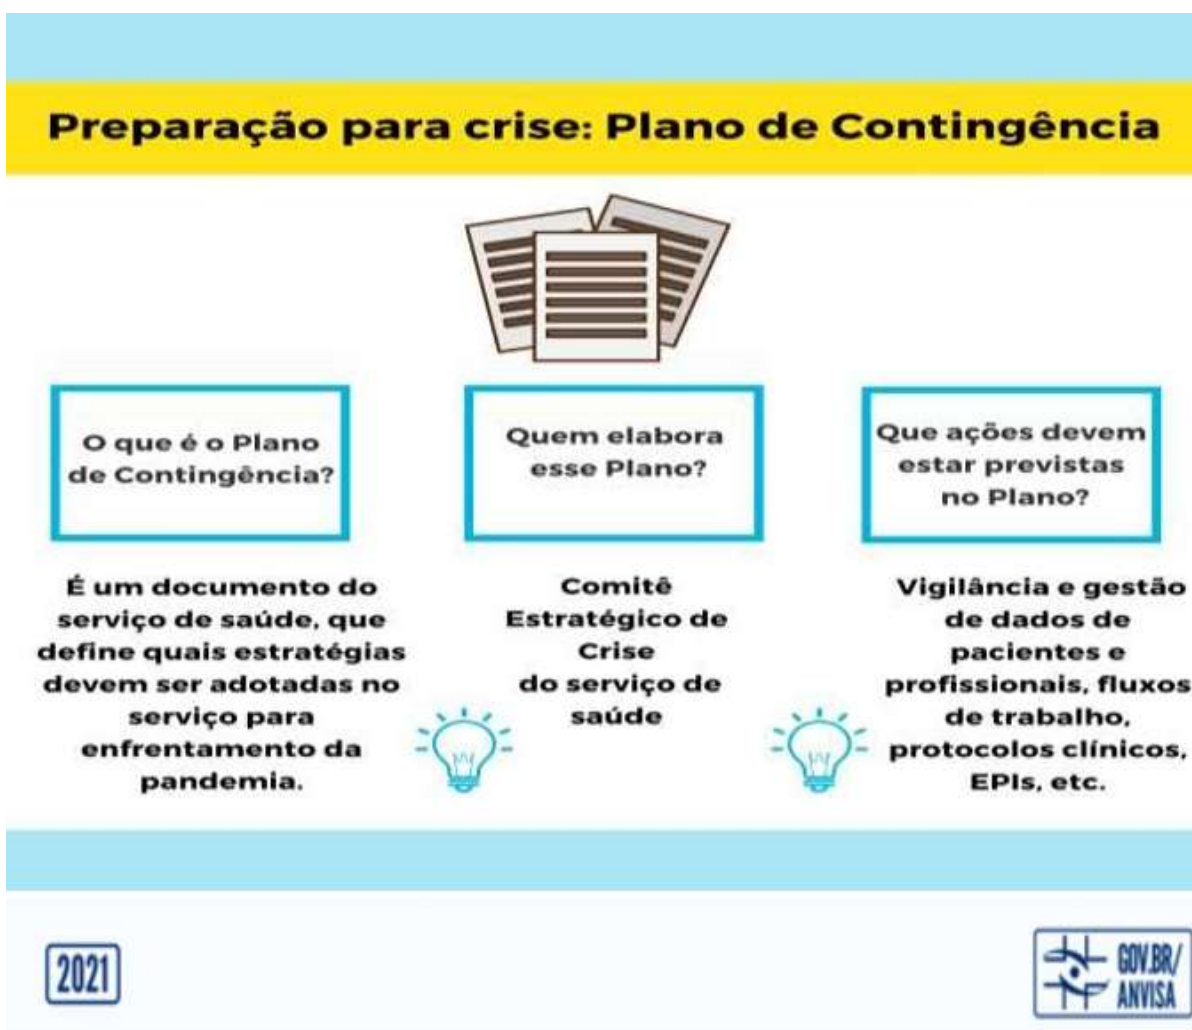 Preparação para crise: Plano de Contingência
O que é o Plano
de Contingência?
É um documento do
serviço de saúde, que
define quais estratégias
devem ser adotadas no
serviço para
enfrentamento da
pandemia.
Quem elabora
esse Plano?
Comitê
Estratégico de
Crise
do serviço de
saúde
Que ações devem
estar previstas
no Plano?
Vigilância e gestão
de dados de
pacientes e
profissionais, fluxos
de trabalho,
protocolos clínicos,
EPIs, etc.
2021
GOV.BR/
ANVISA